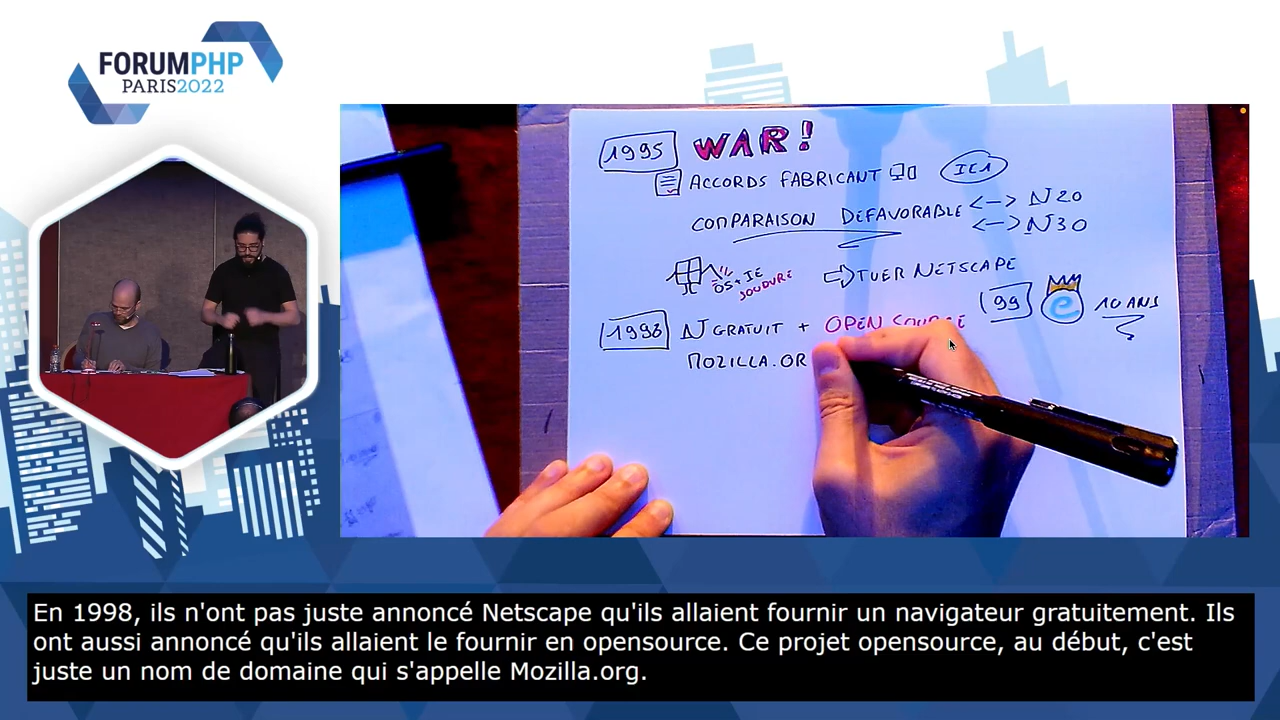 FORUMPHP
PARIS2022
1995 WAR!
ACCORDS FABRICANT IE1
COMPARAISON DEFAVORABLE <--> N20
<--> N30
OS+IE
SOUDURE
TUER NETSCAPE
99 e 10 ANS
1998 N GRATUIT + OPEN SOURCE
MOZILLA.OR
En 1998, ils n'ont pas juste annoncé Netscape qu'ils allaient fournir un navigateur gratuitement. Ils
ont aussi annoncé qu'ils allaient le fournir en opensource. Ce projet opensource, au début, c'est
juste un nom de domaine qui s'appelle Mozilla.org.